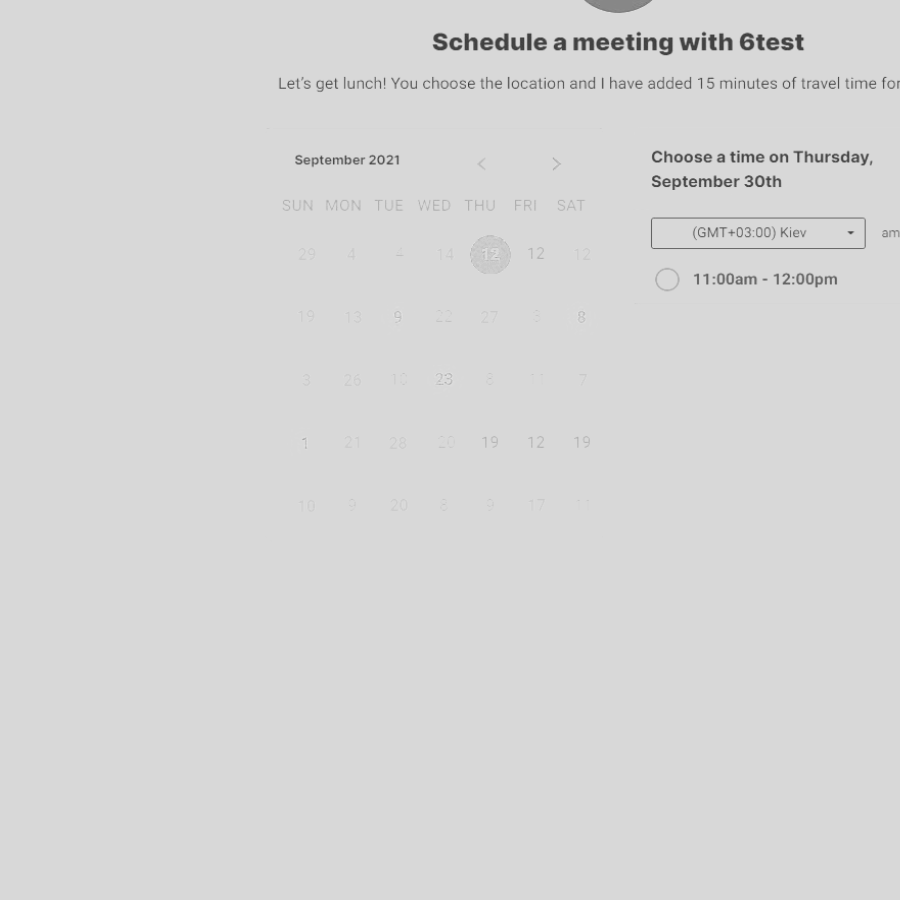 Schedule a meeting with 6test
Let's get lunch! You choose the location and I have added 15 minutes of travel time for
September 2021
SUN MON TUE WED THU FRI SAT
29 4 4 14 12 12 12
19 13 9 22 27 8
3 26 10 23 8 11 7
1 21 28 20 19 12 19
10 9 20 8 9 17 11
Choose a time on Thursday,
September 30th
(GMT+03:00) Kiev
am
11:00am - 12:00pm